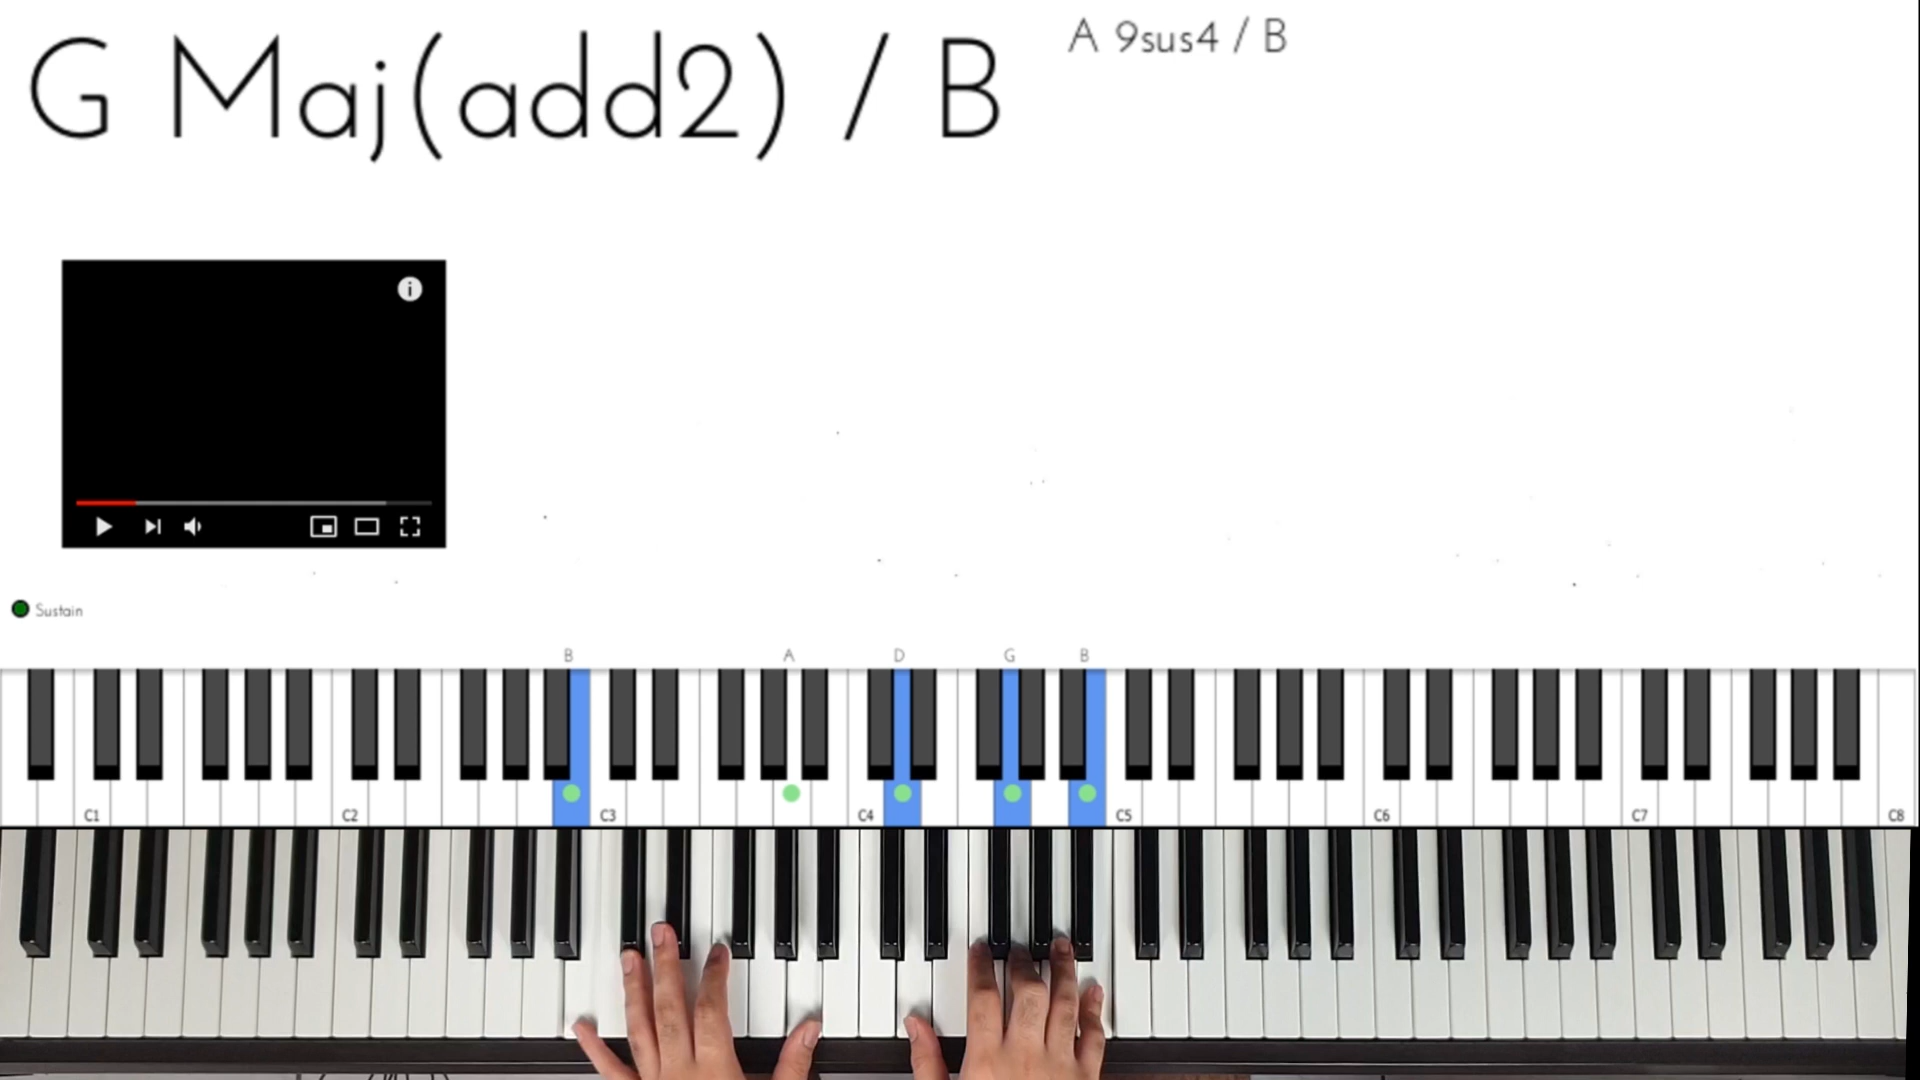 G Maj(add2) / B
A 9sus4 / B
Sustain
B A D G B
C1 C2 C3 C4 C5 C6 C7 C8